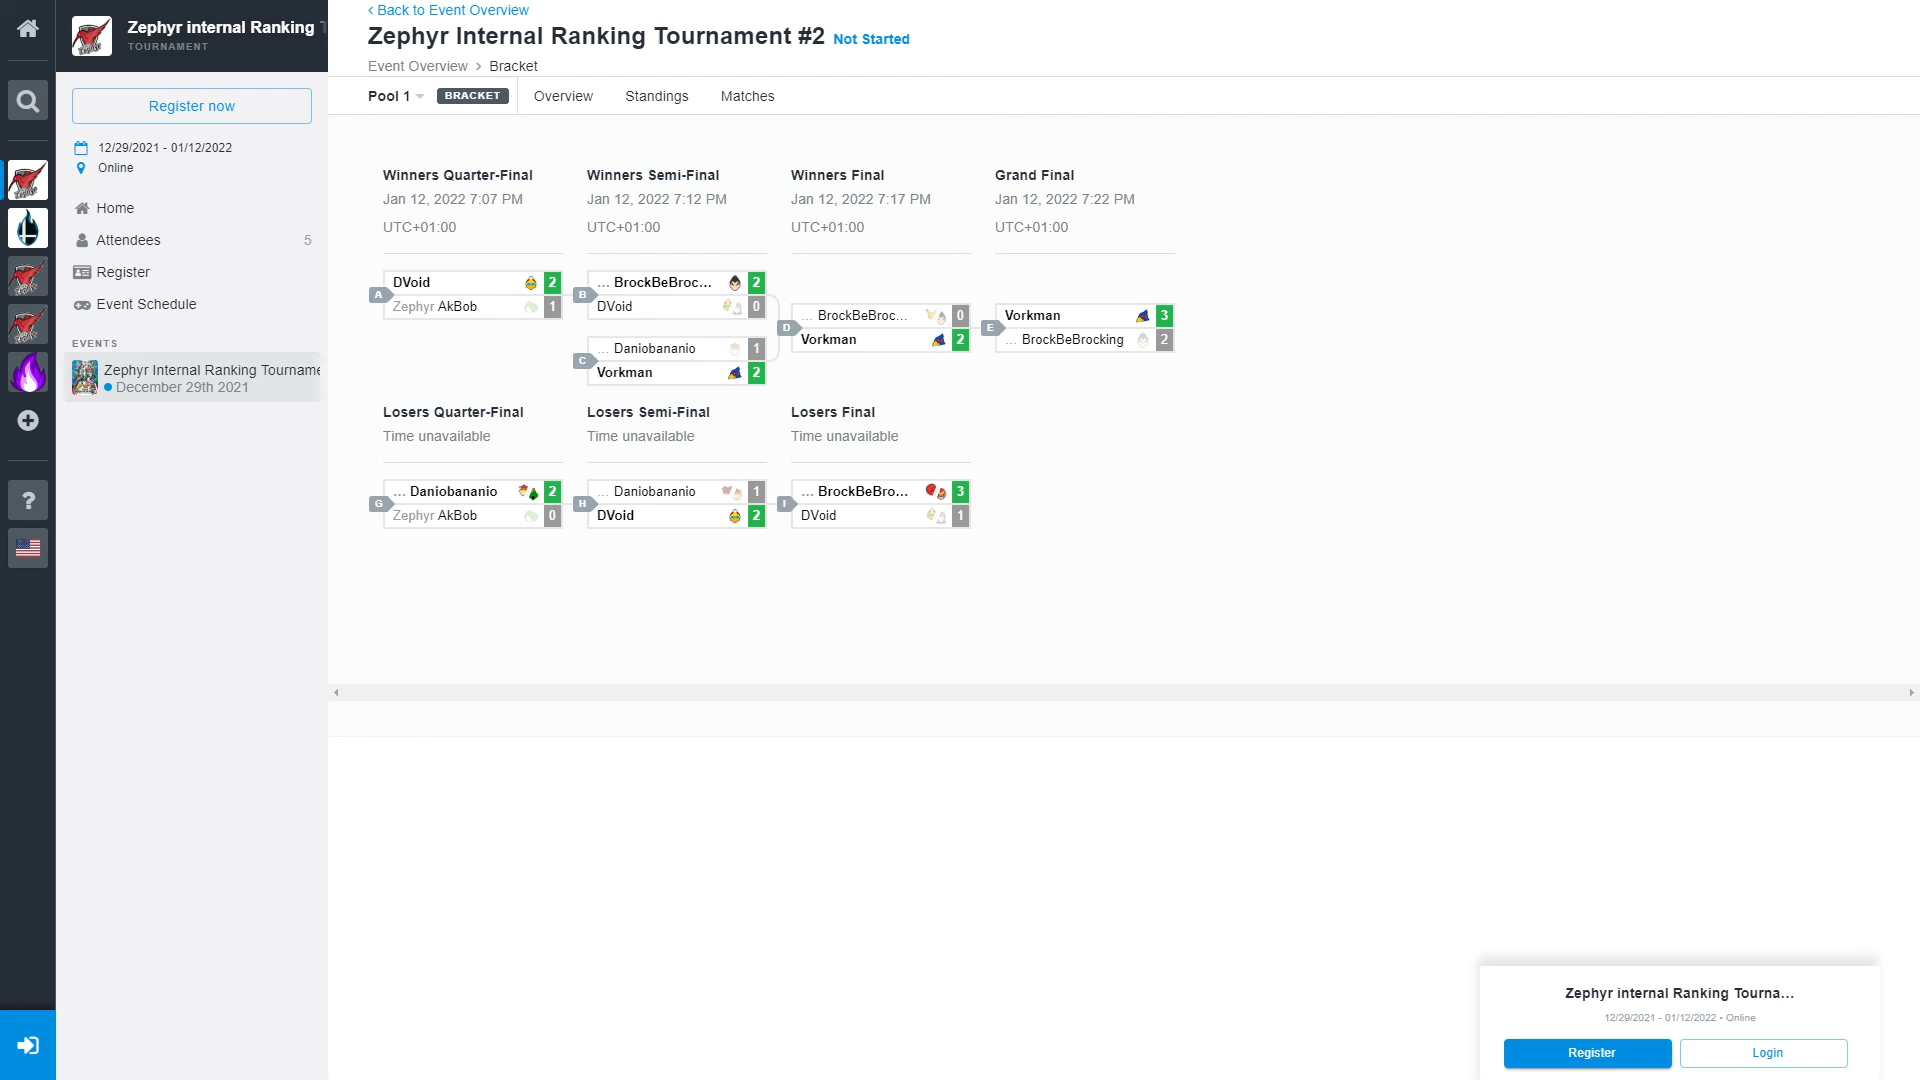 Zephyr internal Ranking T
TOURNAMENT
Register now
12/29/2021 - 01/12/2022
Online
Home
Attendees 5
Register
Event Schedule
EVENTS
Zephyr Internal Ranking Tourname
December 29th 2021
?
< Back to Event Overview
Zephyr Internal Ranking Tournament #2 Not Started
Event Overview > Bracket
Pool 1 BRACKET Overview Standings Matches
Winners Quarter-Final
Jan 12, 2022 7:07 PM
UTC+01:00
Winners Semi-Final
Jan 12, 2022 7:12 PM
UTC+01:00
Winners Final
Jan 12, 2022 7:17 PM
UTC+01:00
Grand Final
Jan 12, 2022 7:22 PM
UTC+01:00
A
DVoid 2
Zephyr AkBob 1
B
... BrockBeBroc... 2
DVoid 0
C
... Daniobananio 1
Vorkman 2
D
... BrockBeBroc... 0
Vorkman 2
E
Vorkman 3
... BrockBeBrocking 2
Losers Quarter-Final
Time unavailable
Losers Semi-Final
Time unavailable
Losers Final
Time unavailable
G
... Daniobananio 2
Zephyr AkBob 0
H
... Daniobananio 1
DVoid 2
I
... BrockBeBro... 3
DVoid 1
Zephyr internal Ranking Tourna...
12/29/2021 - 01/12/2022 • Online
Register
Login